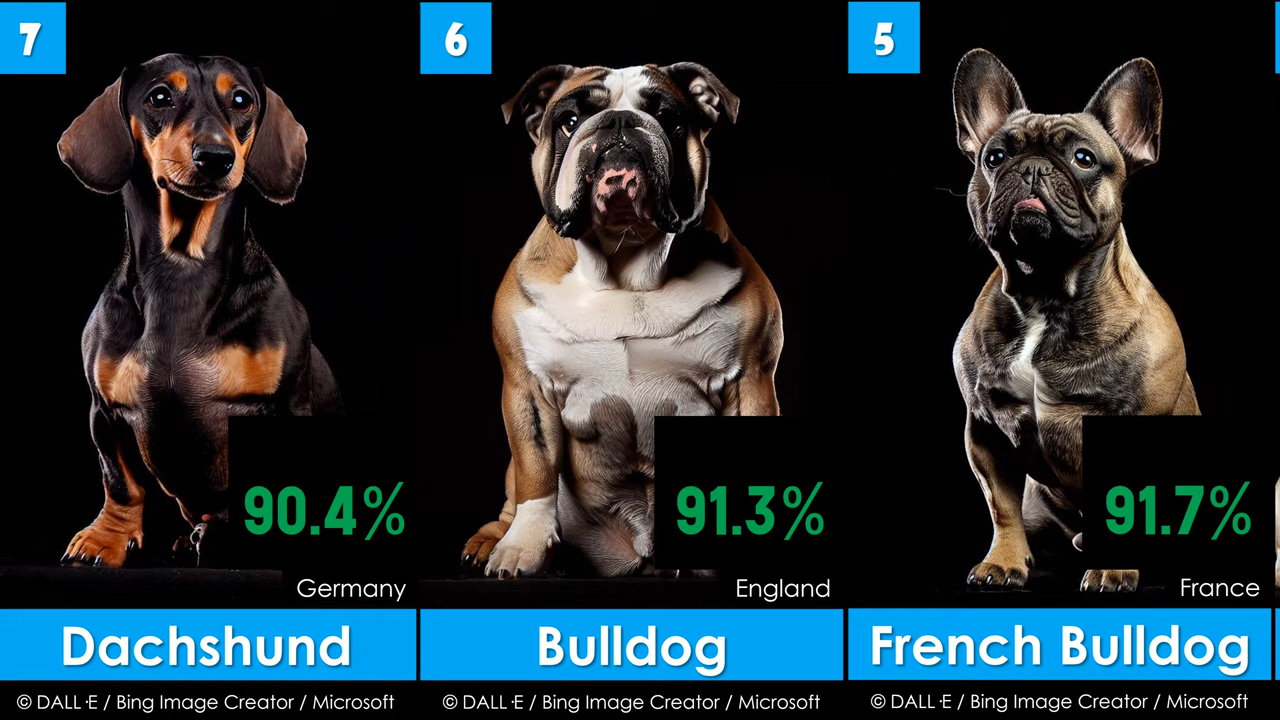 7
90.4%
Germany
Dachshund
© DALL·E / Bing Image Creator / Microsoft
6
91.3%
England
Bulldog
© DALL·E / Bing Image Creator / Microsoft
5
91.7%
France
French Bulldog
© DALL·E / Bing Image Creator / Microsoft